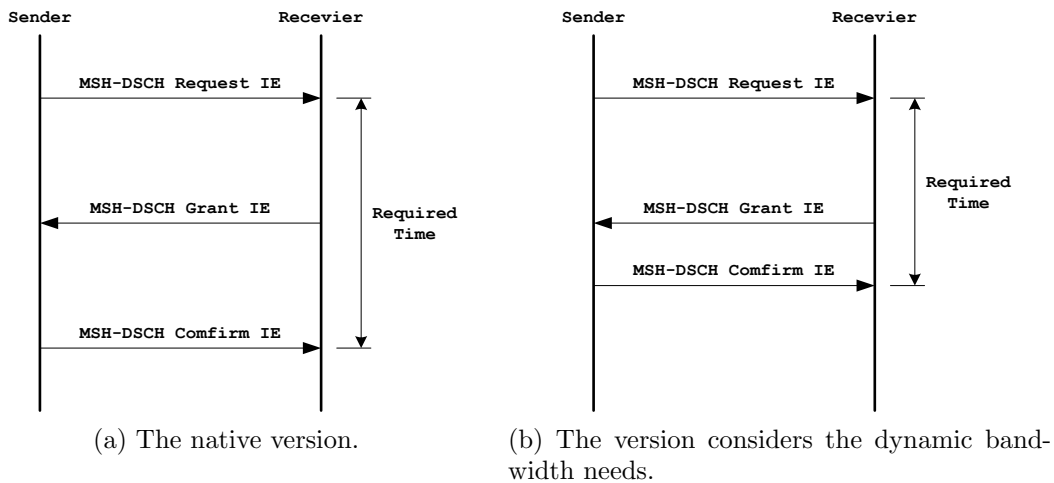 Sender
Recevier
MSH-DSCH Request IE
MSH-DSCH Grant IE
Required
Time
MSH-DSCH Comfirm IE
(a) The native version.
Sender
Recevier
MSH-DSCH Request IE
Required
Time
MSH-DSCH Grant IE
MSH-DSCH Comfirm IE
(b) The version considers the dynamic band-
width needs.